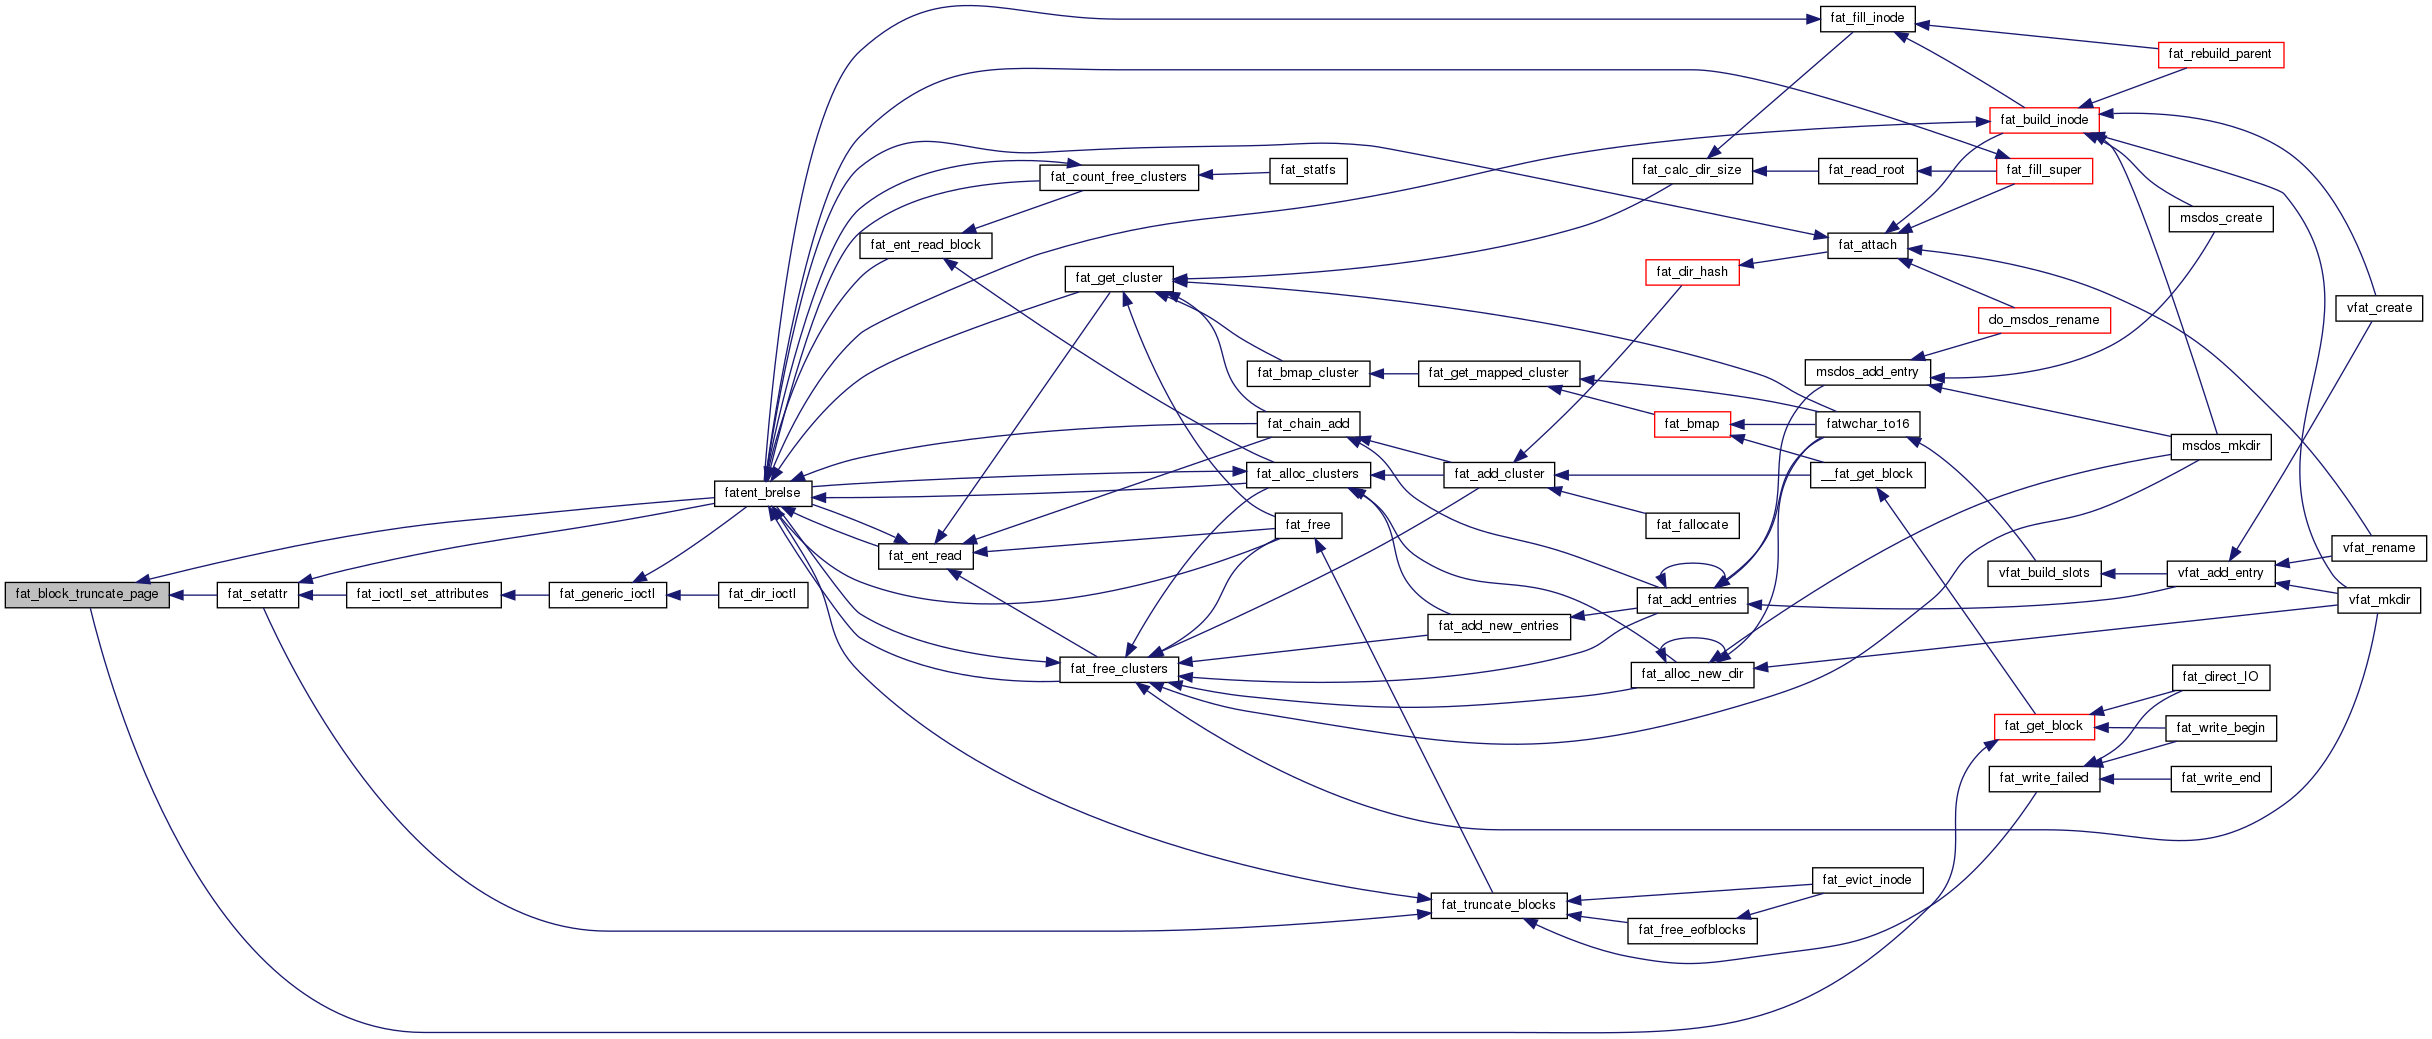 fat_fill_inode
fat_rebuild_parent
fat_build_inode
fat_count_free_clusters
fat_statfs
fat_calc_dir_size
fat_read_root
fat_fill_super
msdos_create
fat_ent_read_block
fat_attach
fat_get_cluster
fat_dir_hash
vfat_create
do_msdos_rename
fat_bmap_cluster
fat_get_mapped_cluster
msdos_add_entry
fat_chain_add
fat_bmap
fatwchar_to16
msdos_mkdir
fat_alloc_clusters
fat_add_cluster
__fat_get_block
fatent_brelse
fat_free
fat_fallocate
fat_ent_read
vfat_rename
vfat_build_slots
vfat_add_entry
fat_block_truncate_page
fat_setattr
fat_ioctl_set_attributes
fat_generic_ioctl
fat_dir_ioctl
fat_add_entries
vfat_mkdir
fat_add_new_entries
fat_free_clusters
fat_alloc_new_dir
fat_direct_IO
fat_get_block
fat_write_begin
fat_write_failed
fat_write_end
fat_evict_inode
fat_truncate_blocks
fat_free_eofblocks